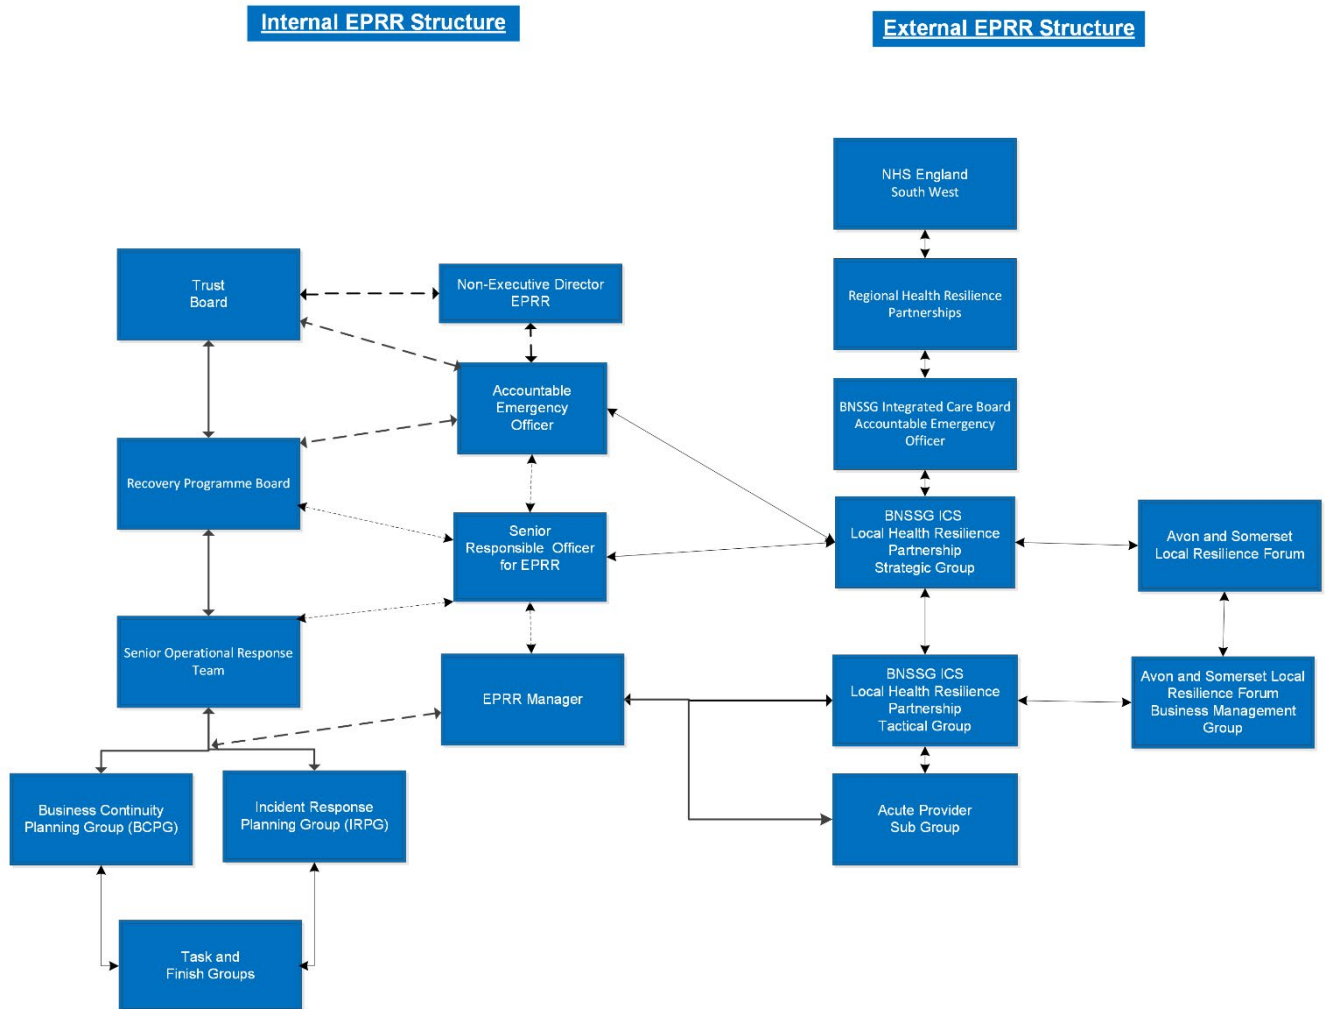 Internal EPRR Structure
External EPRR Structure
NHS England
South West
Trust
Board
Non-Executive Director
EPRR
Regional Health Resilience
Partnerships
Accountable
Emergency
Officer
BNSSG Integrated Care Board
Accountable Emergency
Officer
Recovery Programme Board
Senior
Responsible Officer
for EPRR
BNSSG ICS
Local Health Resilience
Partnership
Strategic Group
Avon and Somerset
Local Resilience Forum
Senior Operational Response
Team
EPRR Manager
BNSSG ICS
Local Health Resilience
Partnership
Tactical Group
Avon and Somerset Local
Resilience Forum
Business Management
Group
Business Continuity
Planning Group (BCPG)
Incident Response
Planning Group (IRPG)
Acute Provider
Sub Group
Task and
Finish Groups